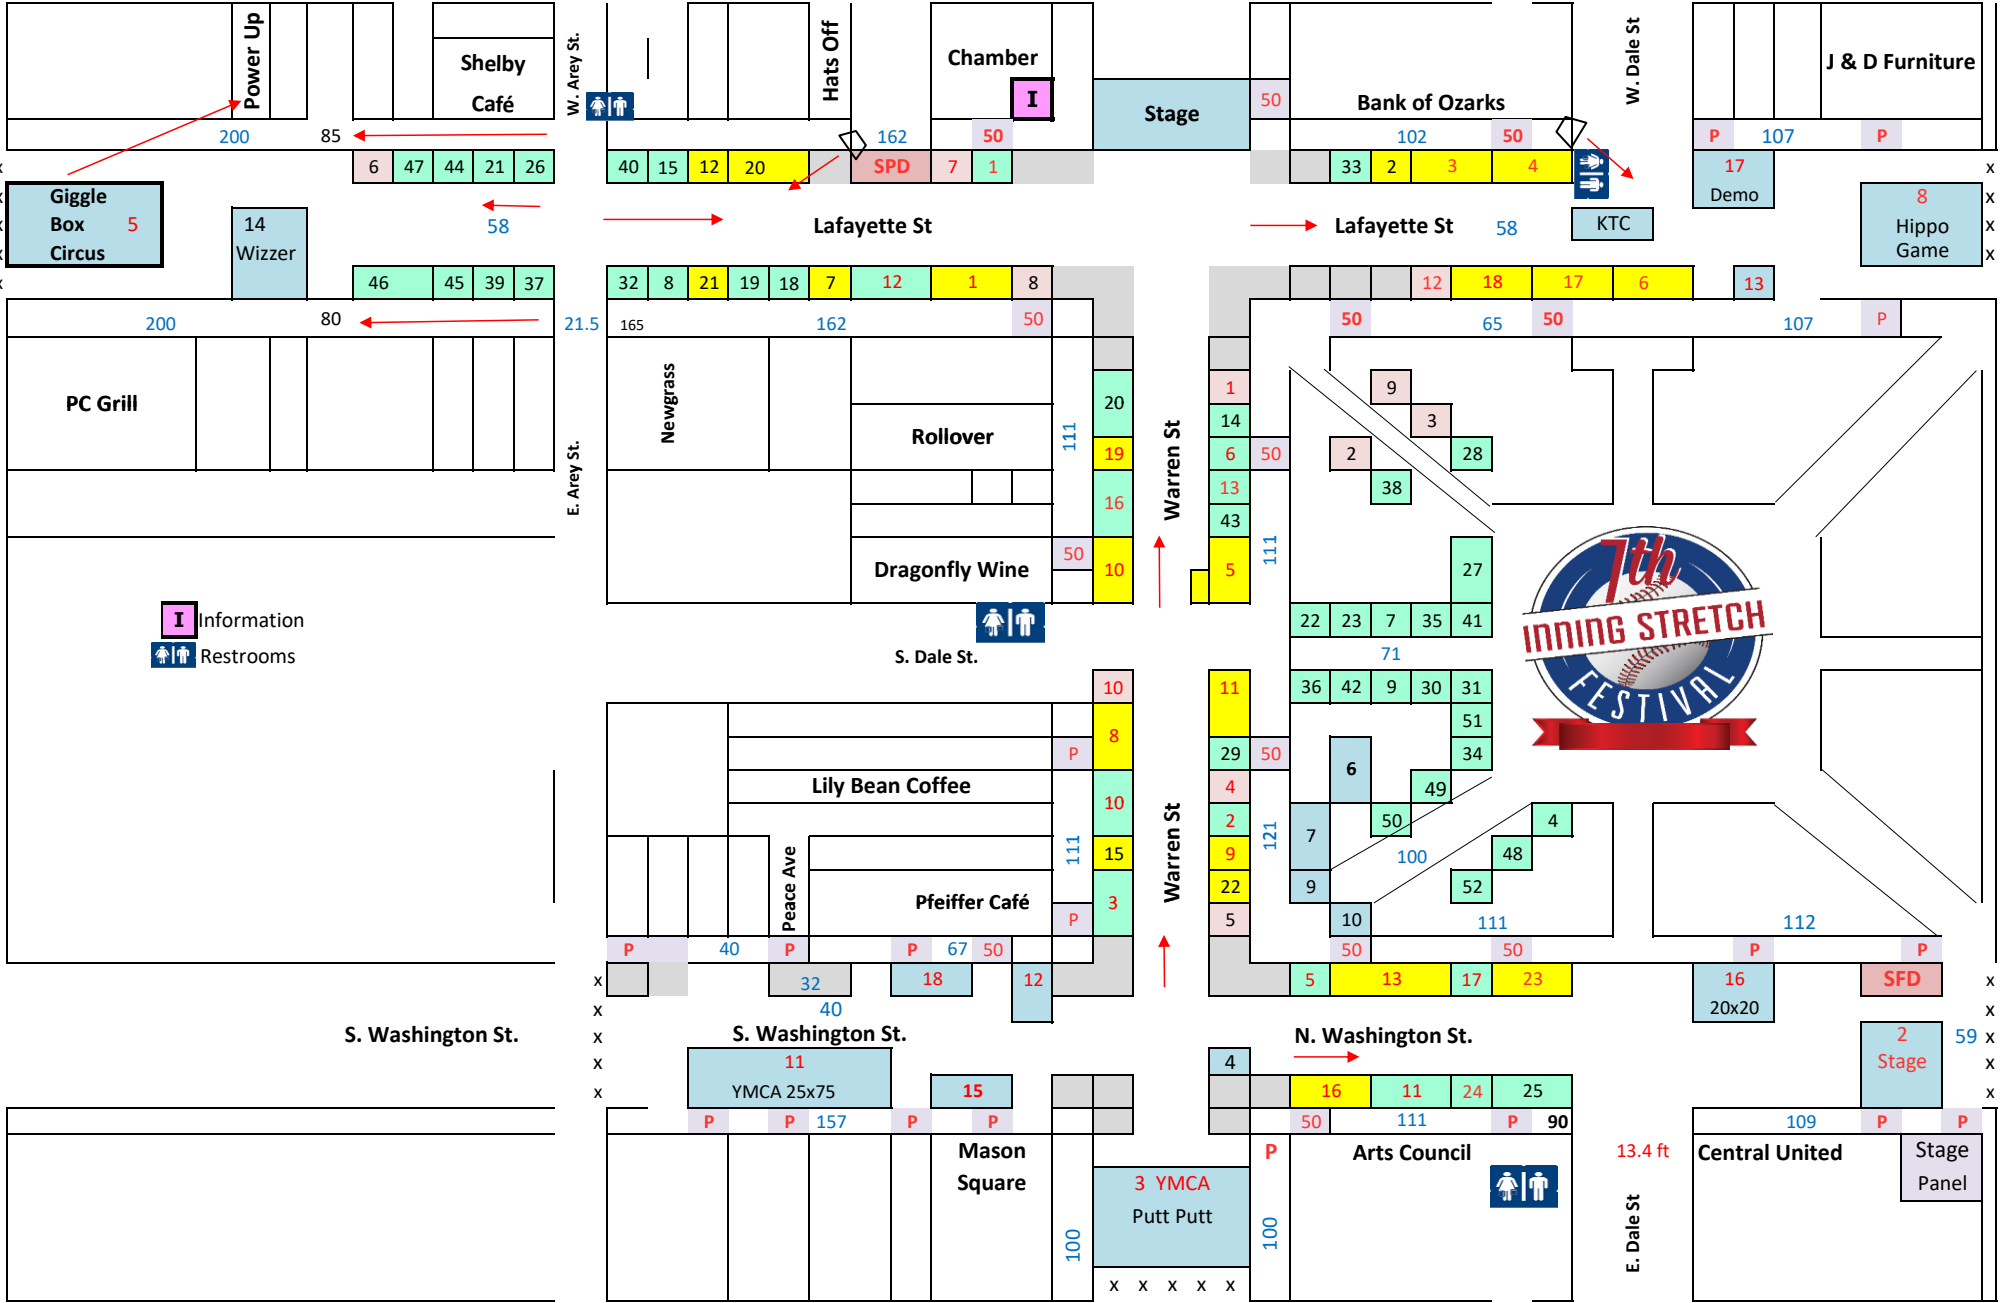 Power Up
Shelby
Café
W. Arey St.
Hats Off
Chamber
I
Stage
50
Bank of Ozarks
W. Dale St
J & D Furniture
200
85
162
50
102
50
P
107
P
6
47
44
21
26
40
15
12
20
SPD
7
1
33
2
3
4
17
Demo
x
x
x
x
x
x
x
x
Giggle
Box 5
Circus
14
Wizzer
58
Lafayette St
Lafayette St
58
KTC
8
Hippo
Game
46
45
39
37
32
8
21
19
18
7
12
1
8
12
18
17
6
13
200
80
21.5
165
162
50
50
65
50
107
P
PC Grill
Newgrass
Rollover
Dragonfly Wine
E. Arey St.
111
50
20
19
16
10
Warren St
1
14
6
13
43
5
50
111
9
3
2
28
38
27
22
23
7
35
41
71
7th
INNING STRETCH
FESTIVAL
I Information
Restrooms
S. Dale St.
10
8
10
15
3
11
29
4
2
9
22
5
36
42
9
30
31
51
34
49
50
6
7
9
10
4
48
52
100
111
112
50
121
P
111
P
Warren St
Lily Bean Coffee
Peace Ave
Pfeiffer Café
P
40
P
P
67
50
50
50
P
P
32
18
12
5
13
17
23
16
20x20
SFD
x
x
x
x
x
40
S. Washington St.
S. Washington St.
N. Washington St.
2
Stage
59
x
x
x
x
x
11
YMCA 25x75
15
4
16
11
24
25
P
P
157
P
P
50
111
P
90
109
P
P
Mason
Square
3 YMCA
Putt Putt
P
Arts Council
13.4 ft
Central United
Stage
Panel
100
100
E. Dale St
x x x x x